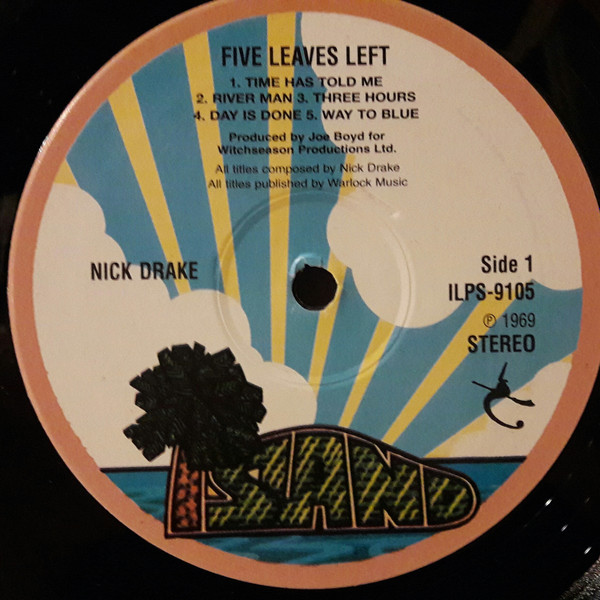 FIVE LEAVES LEFT
1. TIME HAS TOLD ME
2. RIVER MAN 3. THREE HOURS
4. DAY IS DONE 5. WAY TO BLUE
Produced by Joe Boyd for
Witchseason Productions Ltd.
All titles composed by Nick Drake
All titles published by Warlock Music
NICK DRAKE
Side 1
ILPS-9105
℗ 1969
STEREO
ISLAND